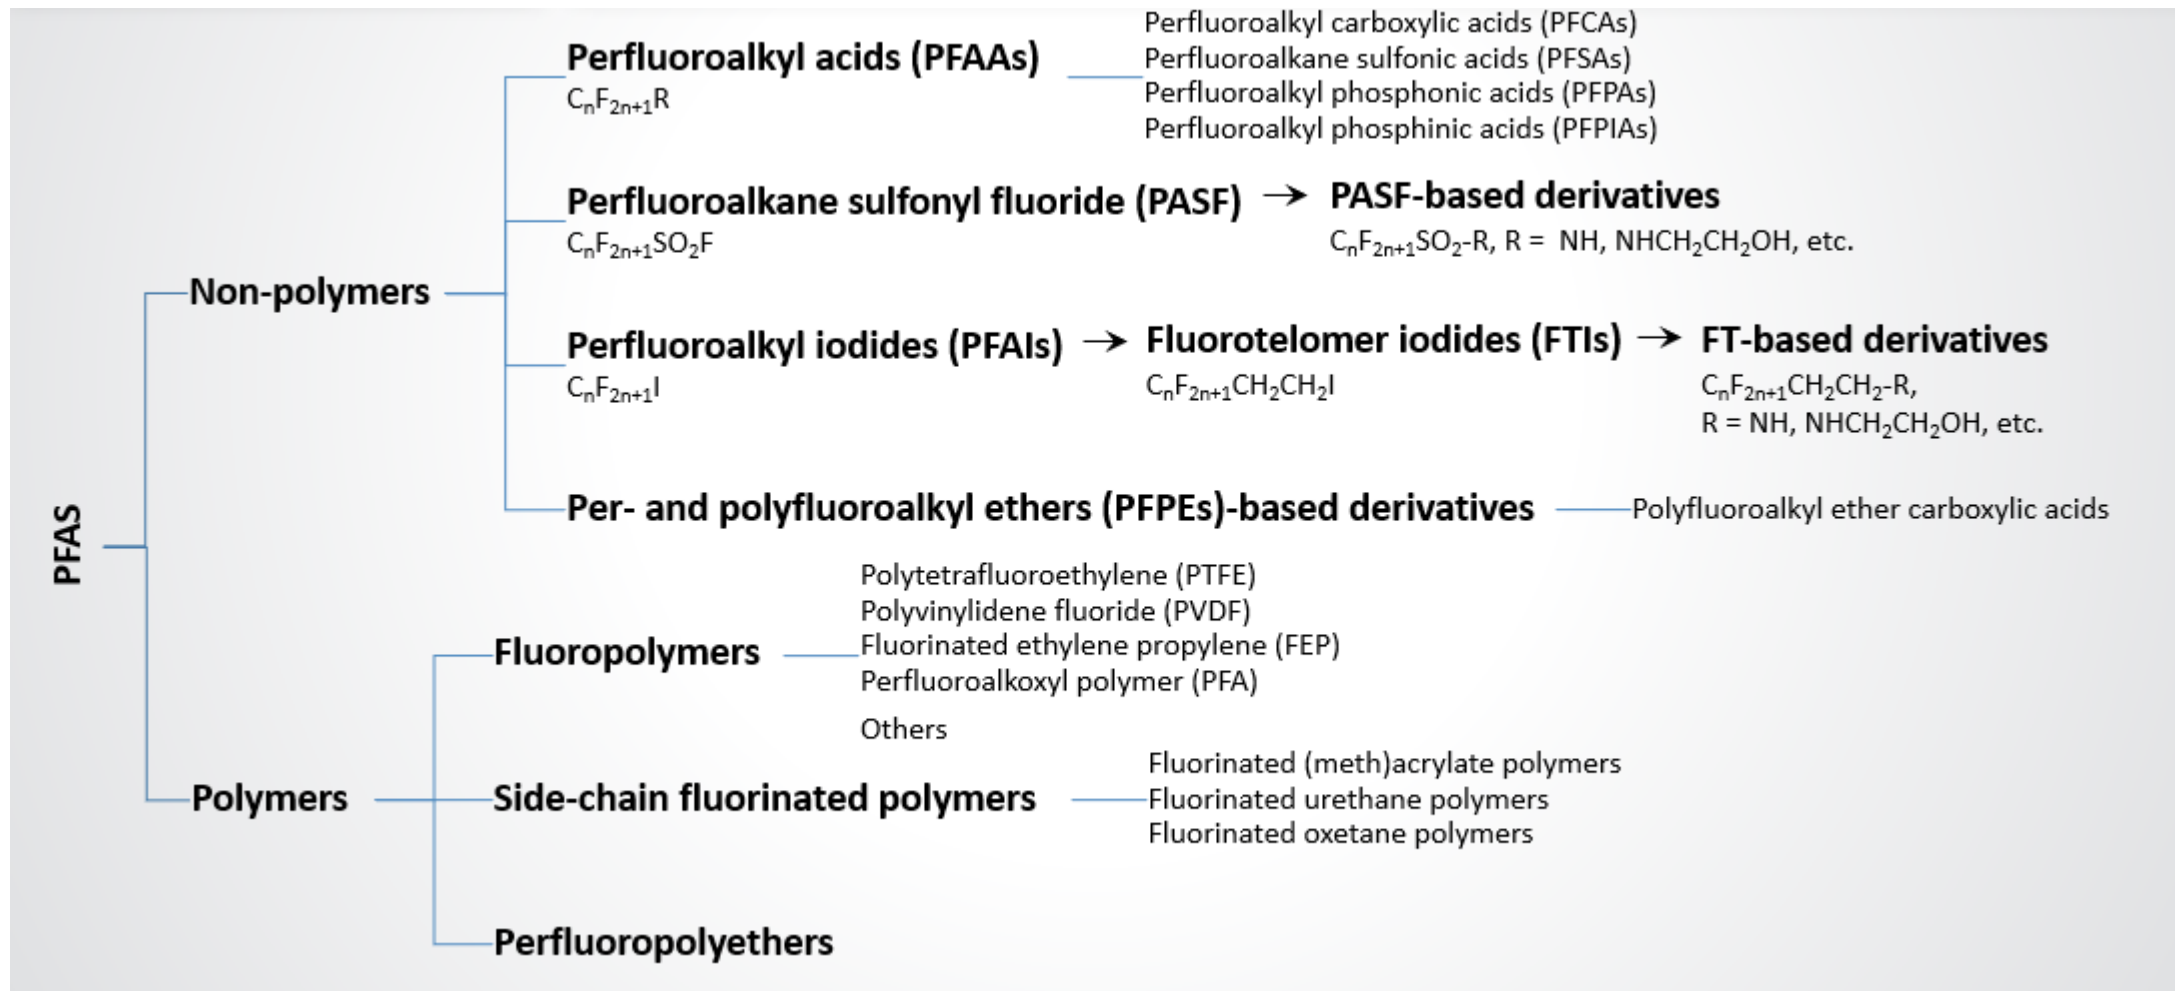 PFAS
Non-polymers
Perfluoroalkyl acids (PFAAs)
CₙF₂ₙ₊₁R
Perfluoroalkyl carboxylic acids (PFCAs)
Perfluoroalkane sulfonic acids (PFSAs)
Perfluoroalkyl phosphonic acids (PFPAs)
Perfluoroalkyl phosphinic acids (PFPIAs)
Perfluoroalkane sulfonyl fluoride (PASF) → PASF-based derivatives
CₙF₂ₙ₊₁SO₂F
CₙF₂ₙ₊₁SO₂-R, R = NH, NHCH₂CH₂OH, etc.
Perfluoroalkyl iodides (PFAIs) → Fluorotelomer iodides (FTIs) → FT-based derivatives
CₙF₂ₙ₊₁I
CₙF₂ₙ₊₁CH₂CH₂I
CₙF₂ₙ₊₁CH₂CH₂-R,
R = NH, NHCH₂CH₂OH, etc.
Per- and polyfluoroalkyl ethers (PFPEs)-based derivatives
Polyfluoroalkyl ether carboxylic acids
Polymers
Fluoropolymers
Polytetrafluoroethylene (PTFE)
Polyvinylidene fluoride (PVDF)
Fluorinated ethylene propylene (FEP)
Perfluoroalkoxyl polymer (PFA)
Others
Side-chain fluorinated polymers
Fluorinated (meth)acrylate polymers
Fluorinated urethane polymers
Fluorinated oxetane polymers
Perfluoropolyethers